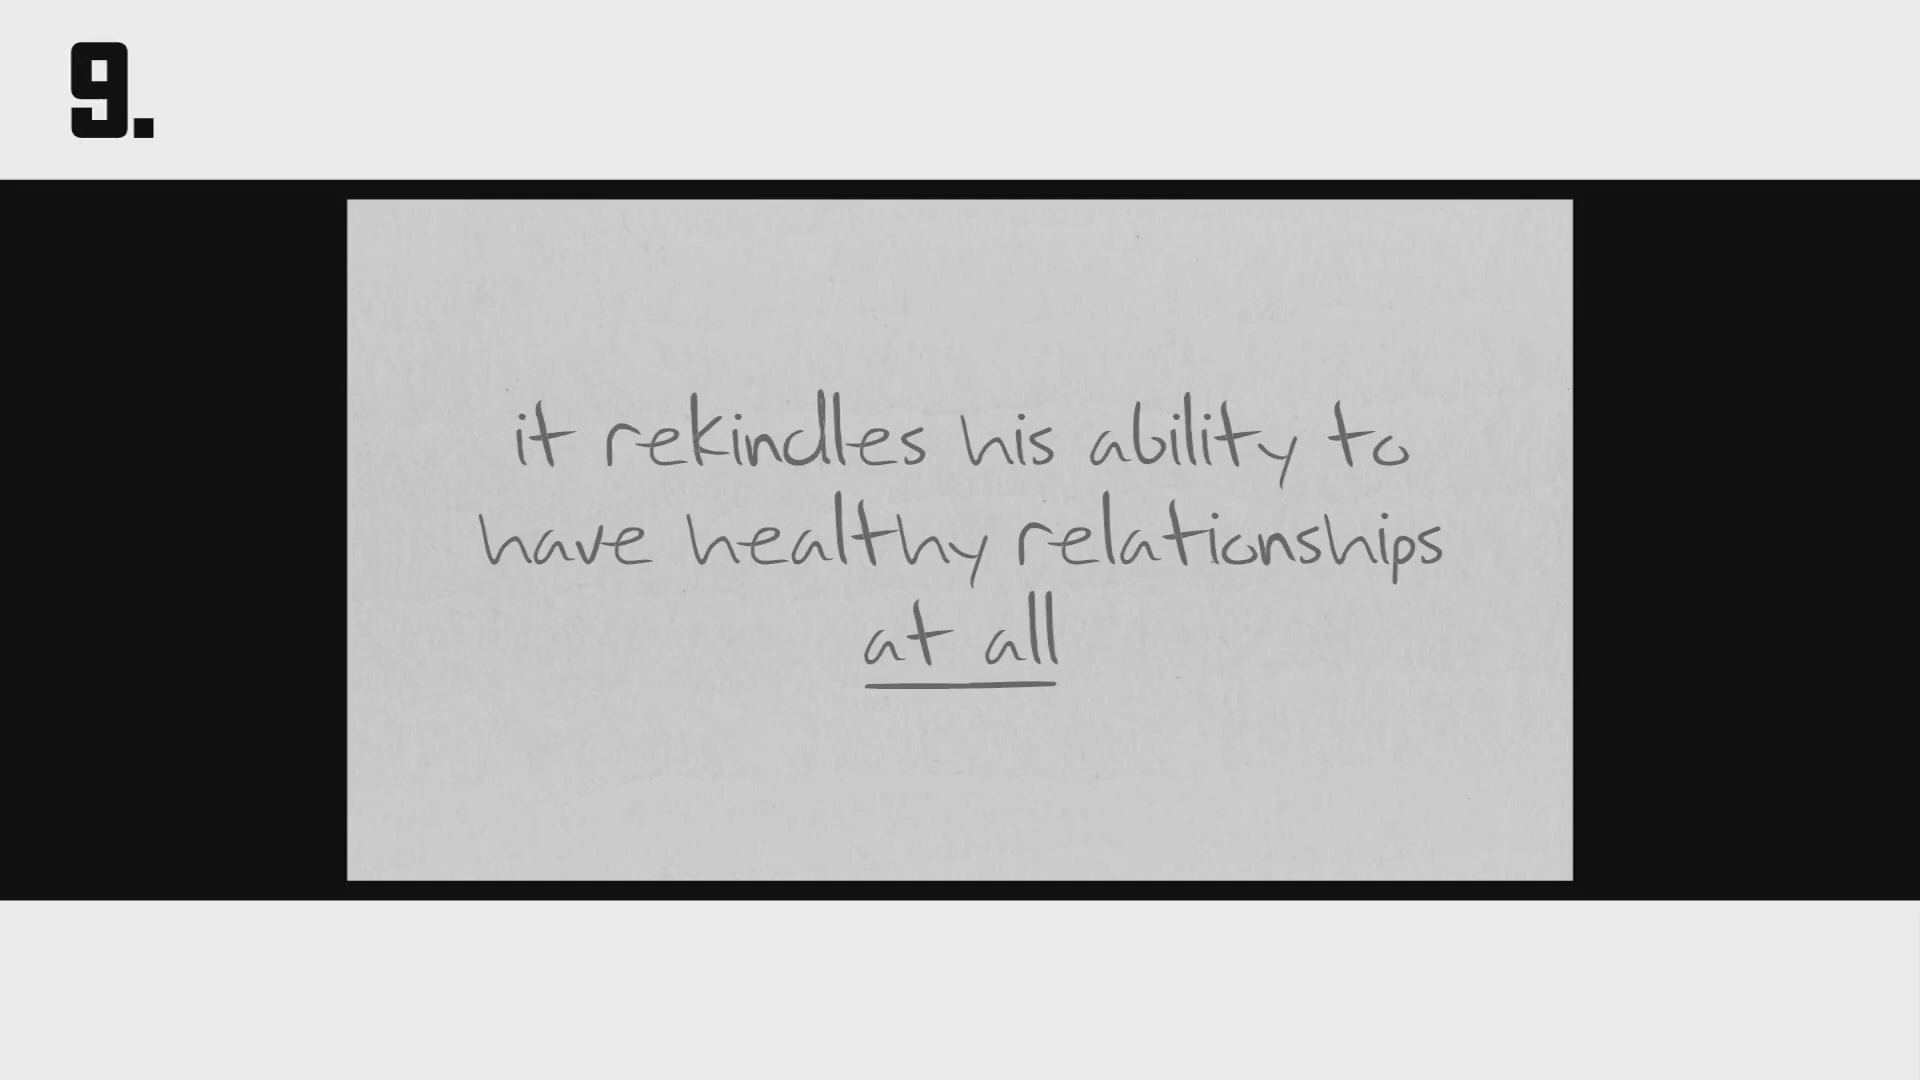 9.
it rekindles his ability to
have healthy relationships
at all